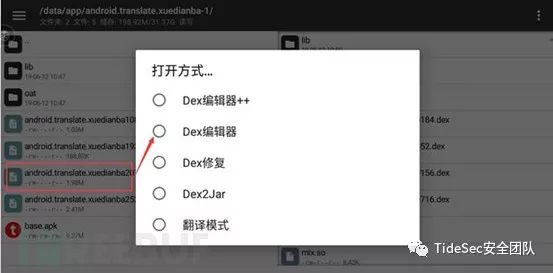 /data/app/android.translate.xuedianba-1/
文件夹: 2 文件: 5 储存: 198.92M/31.37G 读写
..
lib
19-06-12 10:47
oat
19-06-12 10:47
android.translate.xuedianba
1.03M
android.translate.xuedianba
188.82K
android.translate.xuedianba20
1.98M
android.translate.xuedianba25
2.41M
base.apk
9.27M
打开方式...
Dex编辑器++
Dex编辑器
Dex修复
Dex2Jar
翻译模式
lib
184.dex
52.dex
156.dex
716.dex
mix.so
TideSec安全团队